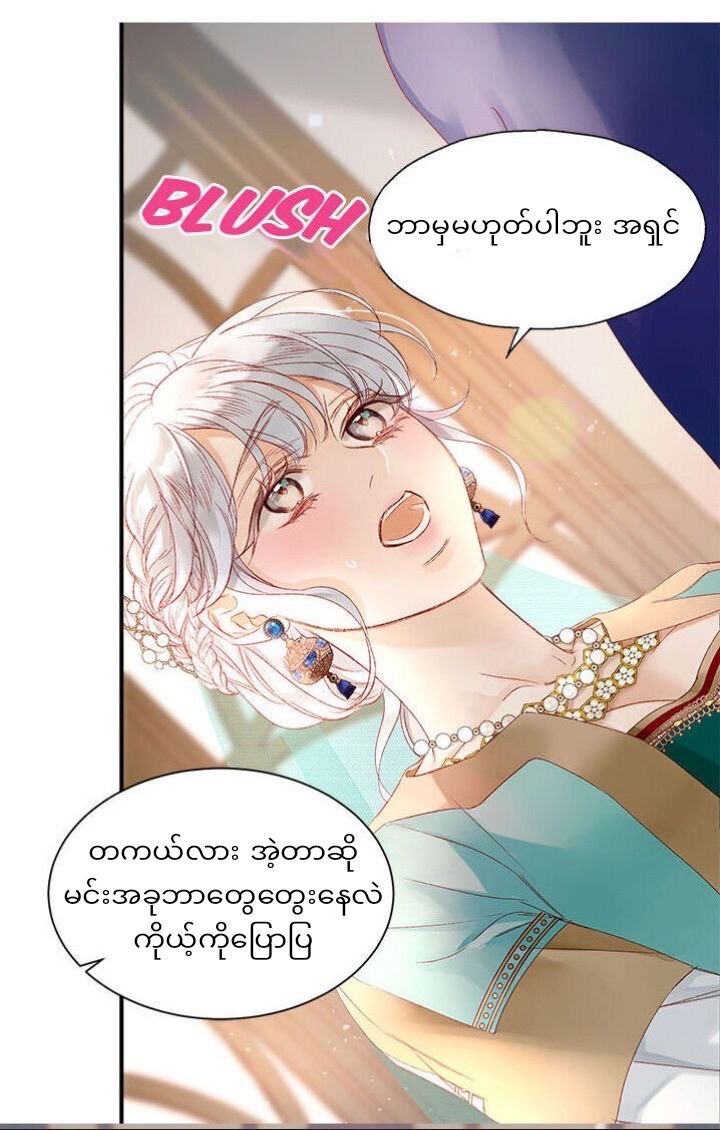 BLUSH
ဘာမှမဟုတ်ပါဘူး အရှင်
တကယ်လား အဲ့တာဆို
မင်းအခုဘာတွေတွေးနေလဲ
ကိုယ့်ကိုပြောပြ